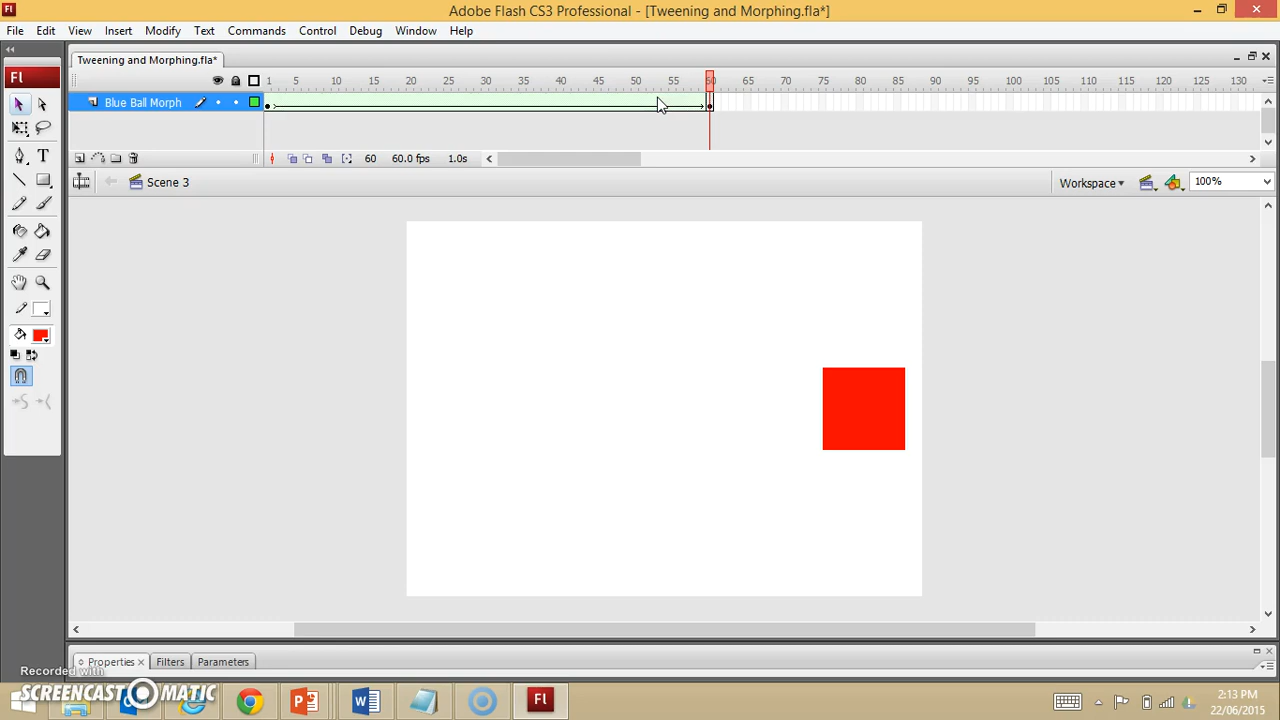 Fl
Adobe Flash CS3 Professional - [Tweening and Morphing.fla*]
File Edit View Insert Modify Text Commands Control Debug Window Help
Tweening and Morphing.fla*
Fl
1 5 10 15 20 25 30 35 40 45 50 55 60 65 70 75 80 85 90 95 100 105 110 115 120 125 130
Blue Ball Morph
T
60 60.0 fps 1.0s
Scene 3
Workspace
100%
Properties Filters Parameters
Recorded with
SCREENCAST MATIC
Fl
2:13 PM
22/06/2015